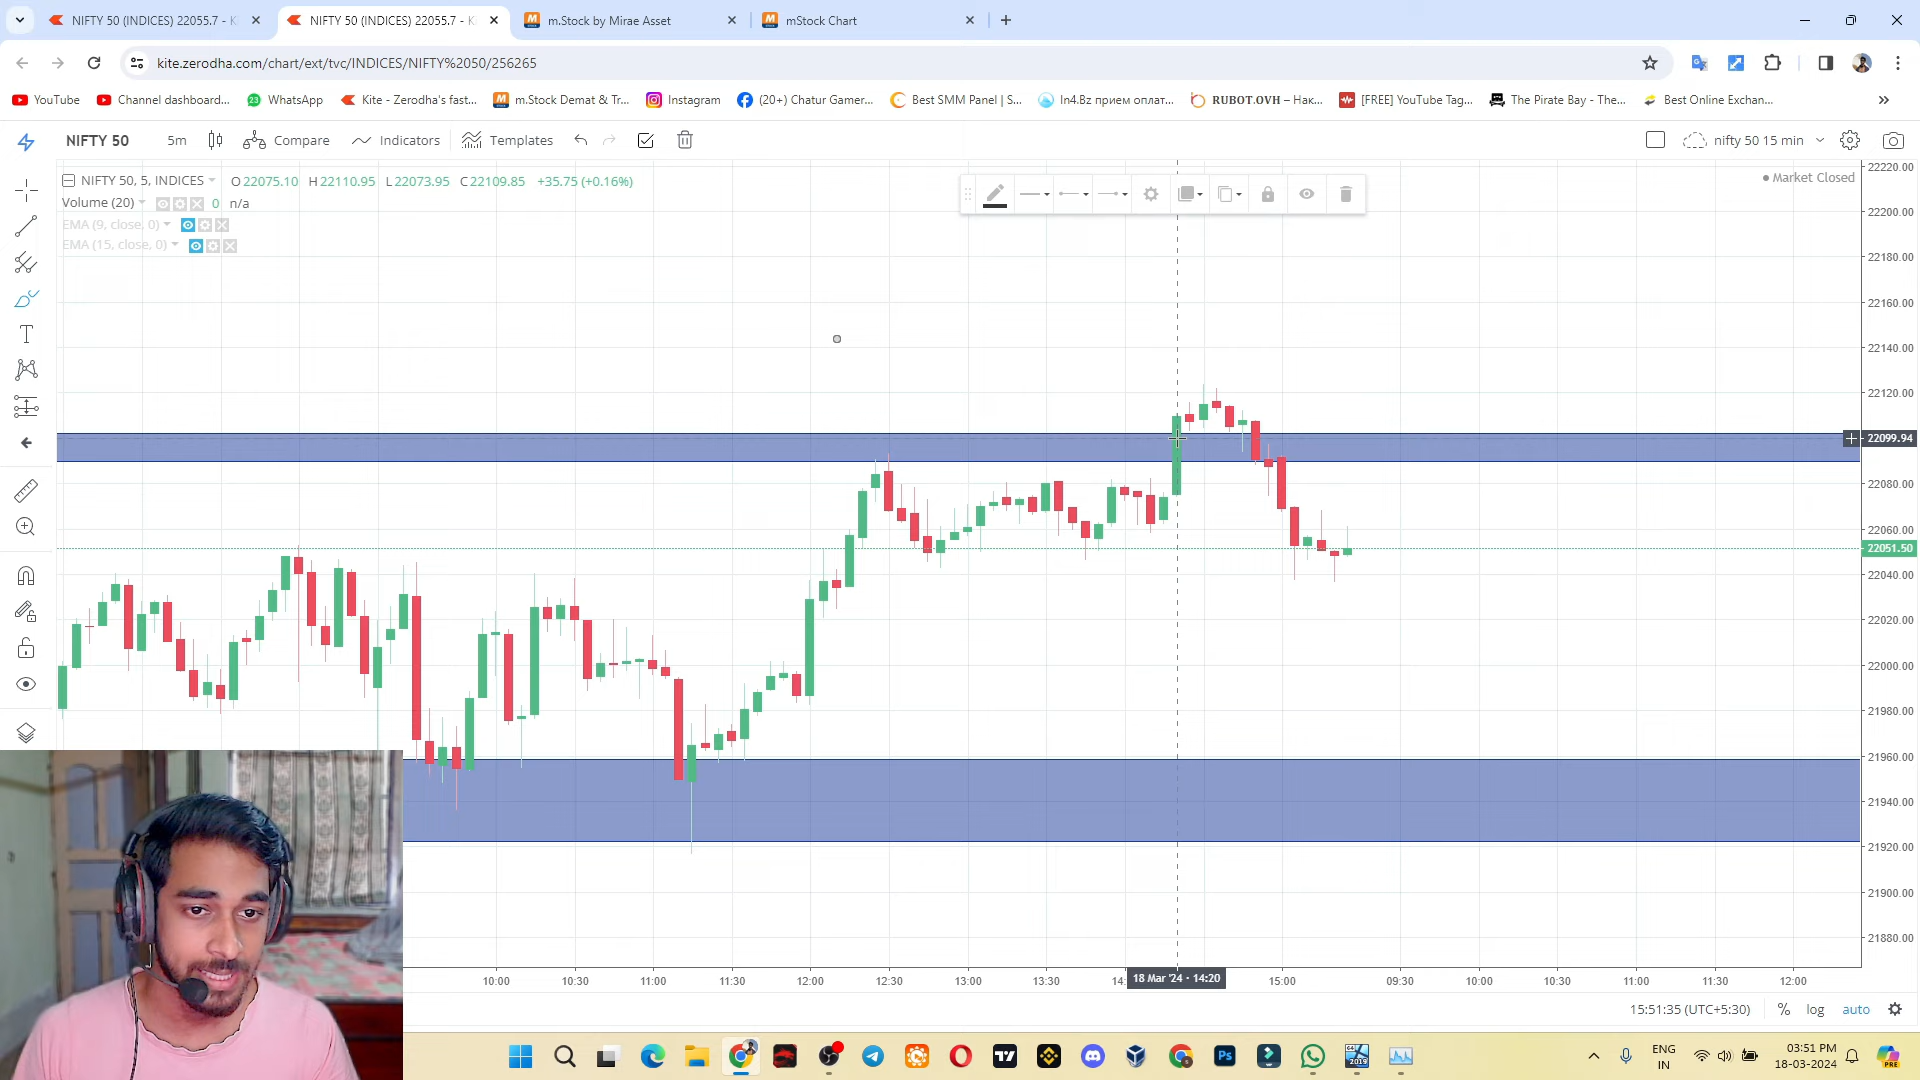 NIFTY 50 (INDICES) 22055.7 - K
NIFTY 50 (INDICES) 22055.7 - K
m.Stock by Mirae Asset
mStock Chart
kite.zerodha.com/chart/ext/tvc/INDICES/NIFTY%2050/256265
YouTube
Channel dashboard...
WhatsApp
Kite - Zerodha's fast...
m.Stock Demat & Tr...
Instagram
(20+) Chatur Gamer...
Best SMM Panel | S...
In4.Bz прием оплат...
RUBOT.OVH – Нак...
[FREE] YouTube Tag...
The Pirate Bay - The...
Best Online Exchan...
NIFTY 50
5m
Compare
Indicators
Templates
nifty 50 15 min
NIFTY 50, 5, INDICES
O 22075.10 H 22110.95 L 22073.95 C 22109.85 +35.75 (+0.16%)
Market Closed
Volume (20)
0 n/a
EMA (9, close, 0)
EMA (15, close, 0)
22220.00
22200.00
22180.00
22160.00
22140.00
22120.00
22099.94
22080.00
22060.00
22051.50
22040.00
22020.00
22000.00
21980.00
21960.00
21940.00
21920.00
21900.00
21880.00
10:00
10:30
11:00
11:30
12:00
12:30
13:00
13:30
14:
18 Mar '24 · 14:20
15:00
09:30
10:00
10:30
11:00
11:30
12:00
15:51:35 (UTC+5:30)
%
log
auto
ENG
IN
03:51 PM
18-03-2024